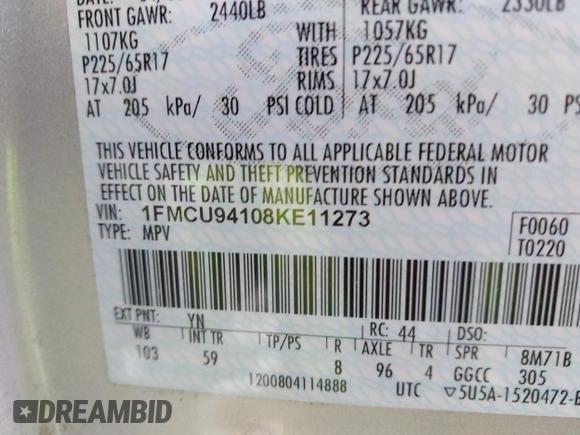 FRONT GAWR: 2440LB
REAR GAWR: 2330LB
1107KG WITH 1057KG
P225/65R17 TIRES P225/65R17
17x7.0J RIMS 17x7.0J
AT 205 kPa/ 30 PSI COLD AT 205 kPa/ 30 PS
THIS VEHICLE CONFORMS TO ALL APPLICABLE FEDERAL MOTOR
VEHICLE SAFETY AND THEFT PREVENTION STANDARDS IN
EFFECT ON THE DATE OF MANUFACTURE SHOWN ABOVE.
VIN: 1FMCU94108KE11273
TYPE: MPV
F0060
T0220
EXT PNT: YN RC: 44 DSO:
WB INT TR TP/PS R AXLE TR SPR 8M71B
103 59 8 96 4 GGCC 305
1200804114888 UTC ▽5U5A-1520472-
DREAMBID